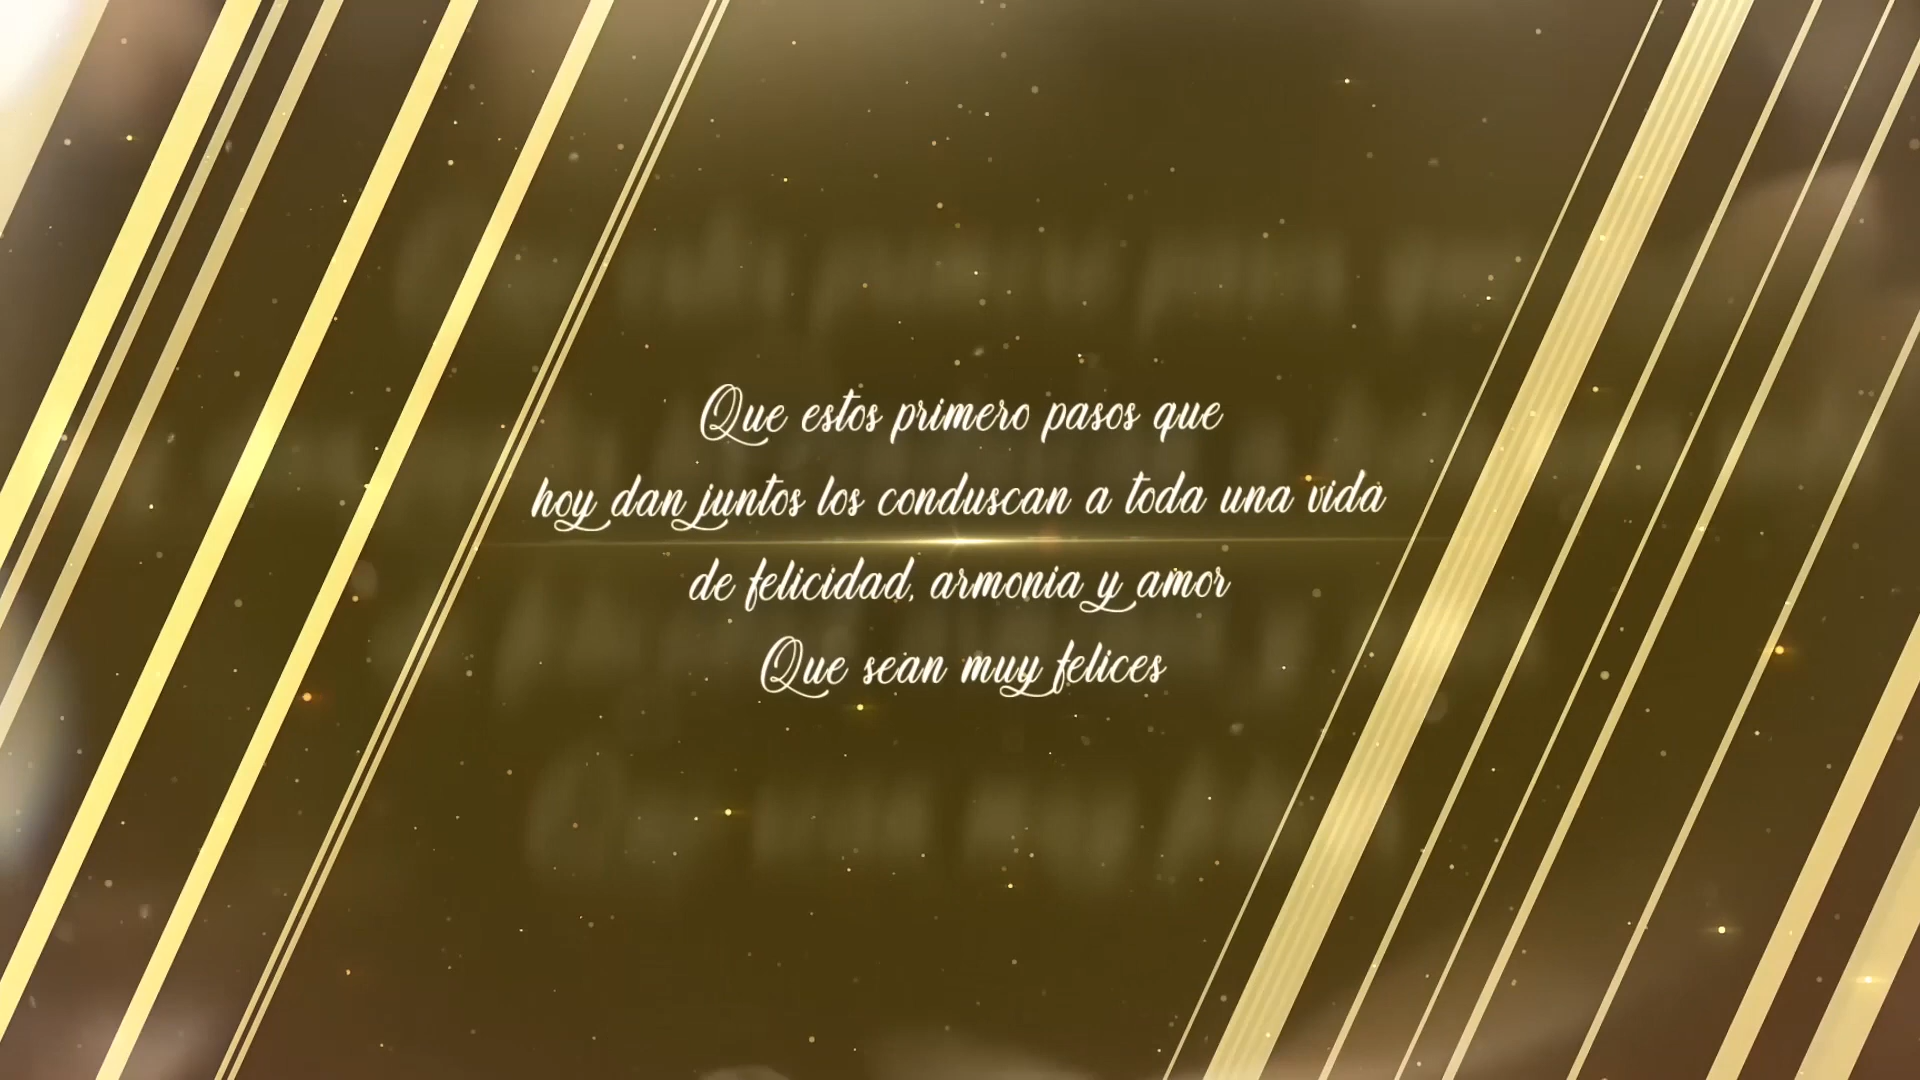 Que estos primero pasos que
hoy dan juntos los conduscan a toda una vida
de felicidad, armonia y amor
Que sean muy felices